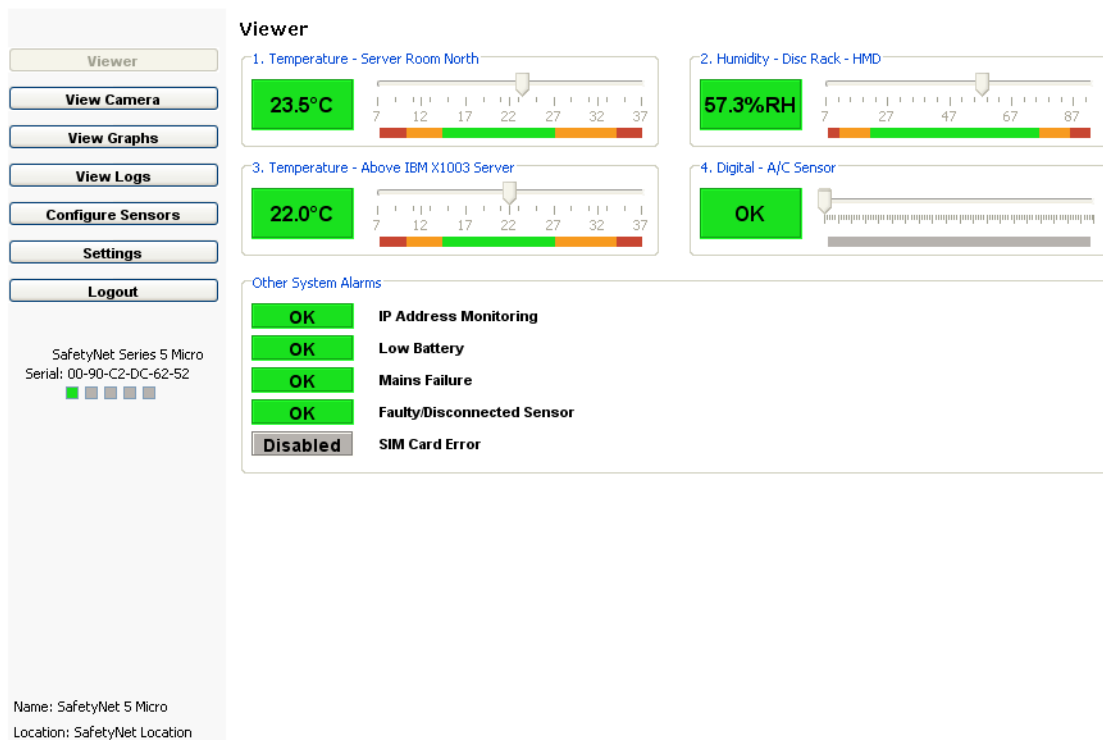 Viewer
Viewer
View Camera
View Graphs
View Logs
Configure Sensors
Settings
Logout
SafetyNet Series 5 Micro
Serial: 00-90-C2-DC-62-52
Name: SafetyNet 5 Micro
Location: SafetyNet Location
1. Temperature - Server Room North
23.5°C
7 12 17 22 27 32 37
2. Humidity - Disc Rack - HMD
57.3%RH
7 27 47 67 87
3. Temperature - Above IBM X1003 Server
22.0°C
7 12 17 22 27 32 37
4. Digital - A/C Sensor
OK
Other System Alarms
OK IP Address Monitoring
OK Low Battery
OK Mains Failure
OK Faulty/Disconnected Sensor
Disabled SIM Card Error